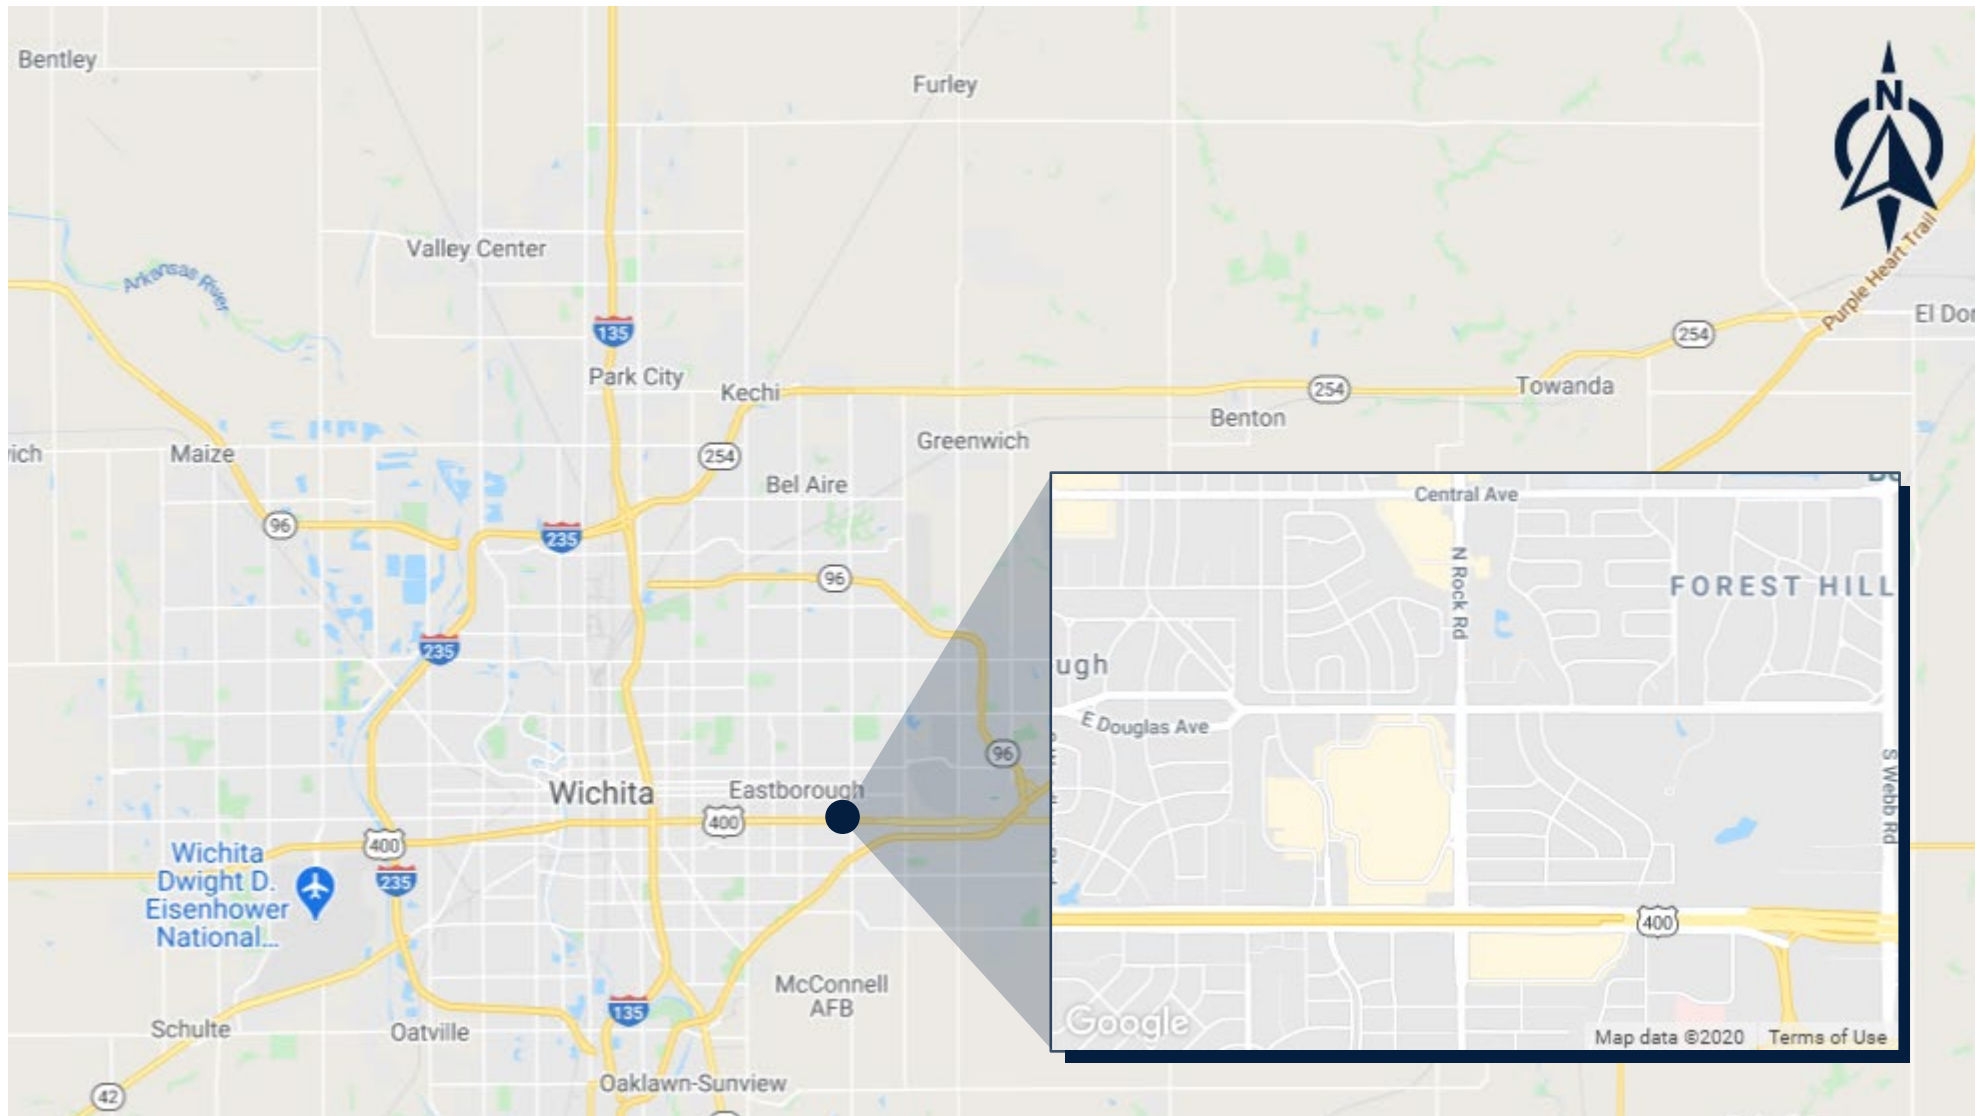 Bentley
Furley
N
Valley Center
Arkansas River
Purple Heart Trail
El Dor
135
254
Park City
Kechi
254
Towanda
Benton
Greenwich
ich
Maize
254
Bel Aire
96
235
96
235
96
Wichita
Eastborough
400
400
Wichita
Dwight D.
Eisenhower
National...
235
McConnell
AFB
135
Schulte
Oatville
Oaklawn-Sunview
42
Central Ave
N Rock Rd
FOREST HILL
ugh
E Douglas Ave
S Webb Rd
400
Google
Map data ©2020
Terms of Use